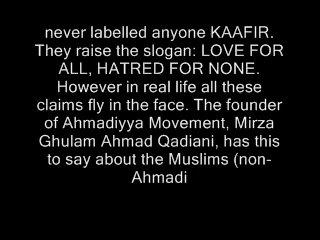 never labelled anyone KAAFIR.
They raise the slogan: LOVE FOR
ALL, HATRED FOR NONE.
However in real life all these
claims fly in the face. The founder
of Ahmadiyya Movement, Mirza
Ghulam Ahmad Qadiani, has this
to say about the Muslims (non-
Ahmadi